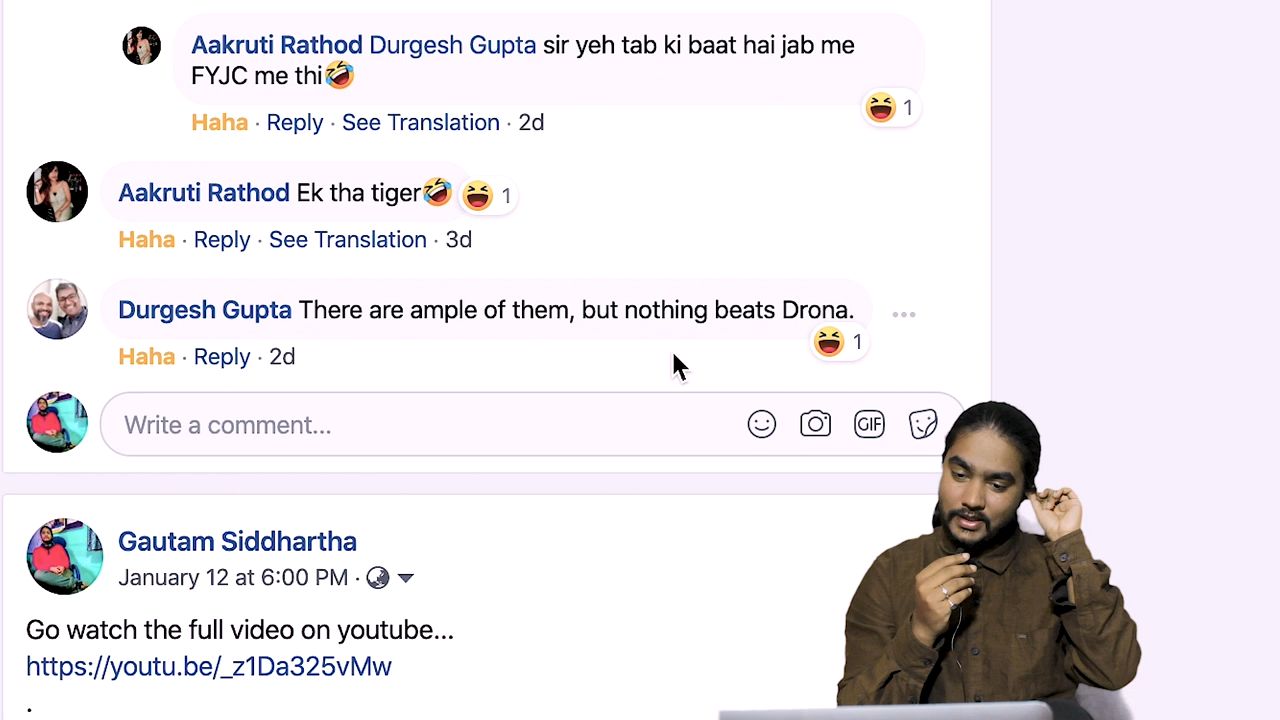 Aakruti Rathod Durgesh Gupta sir yeh tab ki baat hai jab me
FYJC me thi🤣
😆 1
Haha · Reply · See Translation · 2d
Aakruti Rathod Ek tha tiger🤣 😆 1
Haha · Reply · See Translation · 3d
Durgesh Gupta There are ample of them, but nothing beats Drona.
😆 1
Haha · Reply · 2d
Write a comment...
GIF
Gautam Siddhartha
January 12 at 6:00 PM ·
Go watch the full video on youtube...
https://youtu.be/_z1Da325vMw
.